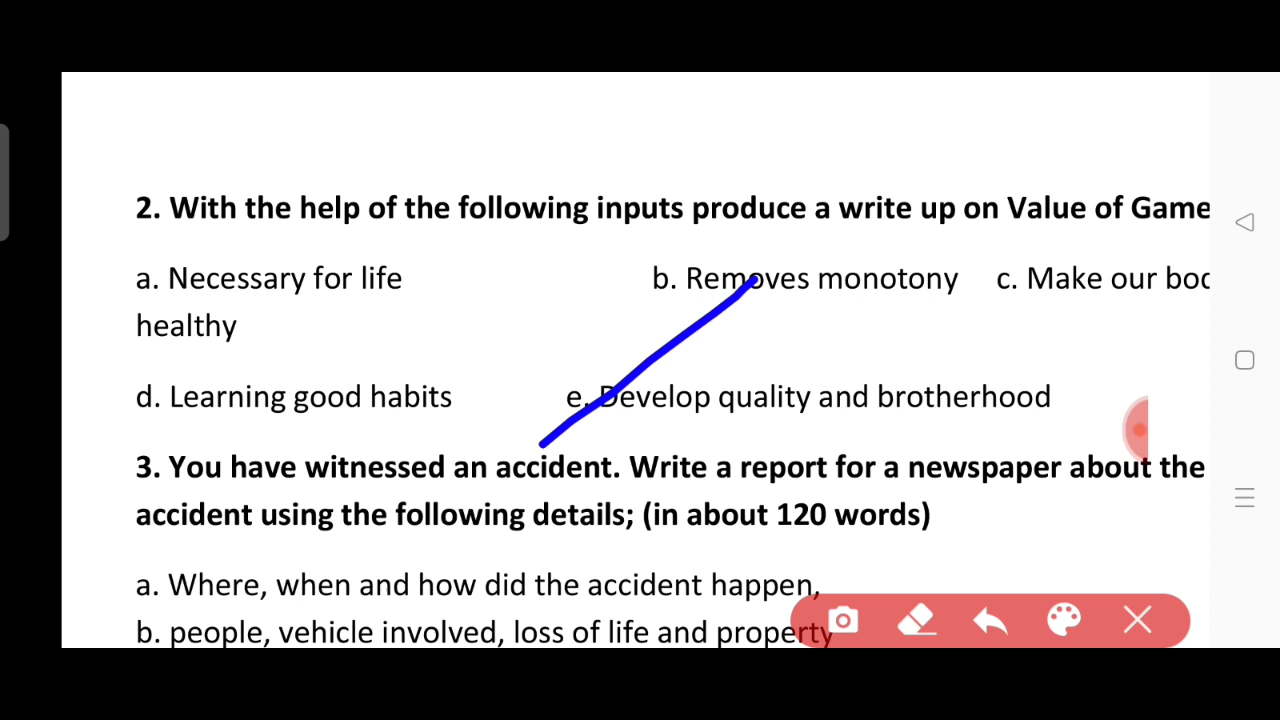 2. With the help of the following inputs produce a write up on Value of Game
a. Necessary for life b. Removes monotony c. Make our
healthy
d. Learning good habits e. Develop quality and brotherhood
3. You have witnessed an accident. Write a report for a newspaper about the
accident using the following details; (in about 120 words)
a. Where, when and how did the accident happen,
b. people, vehicle involved, loss of life and property